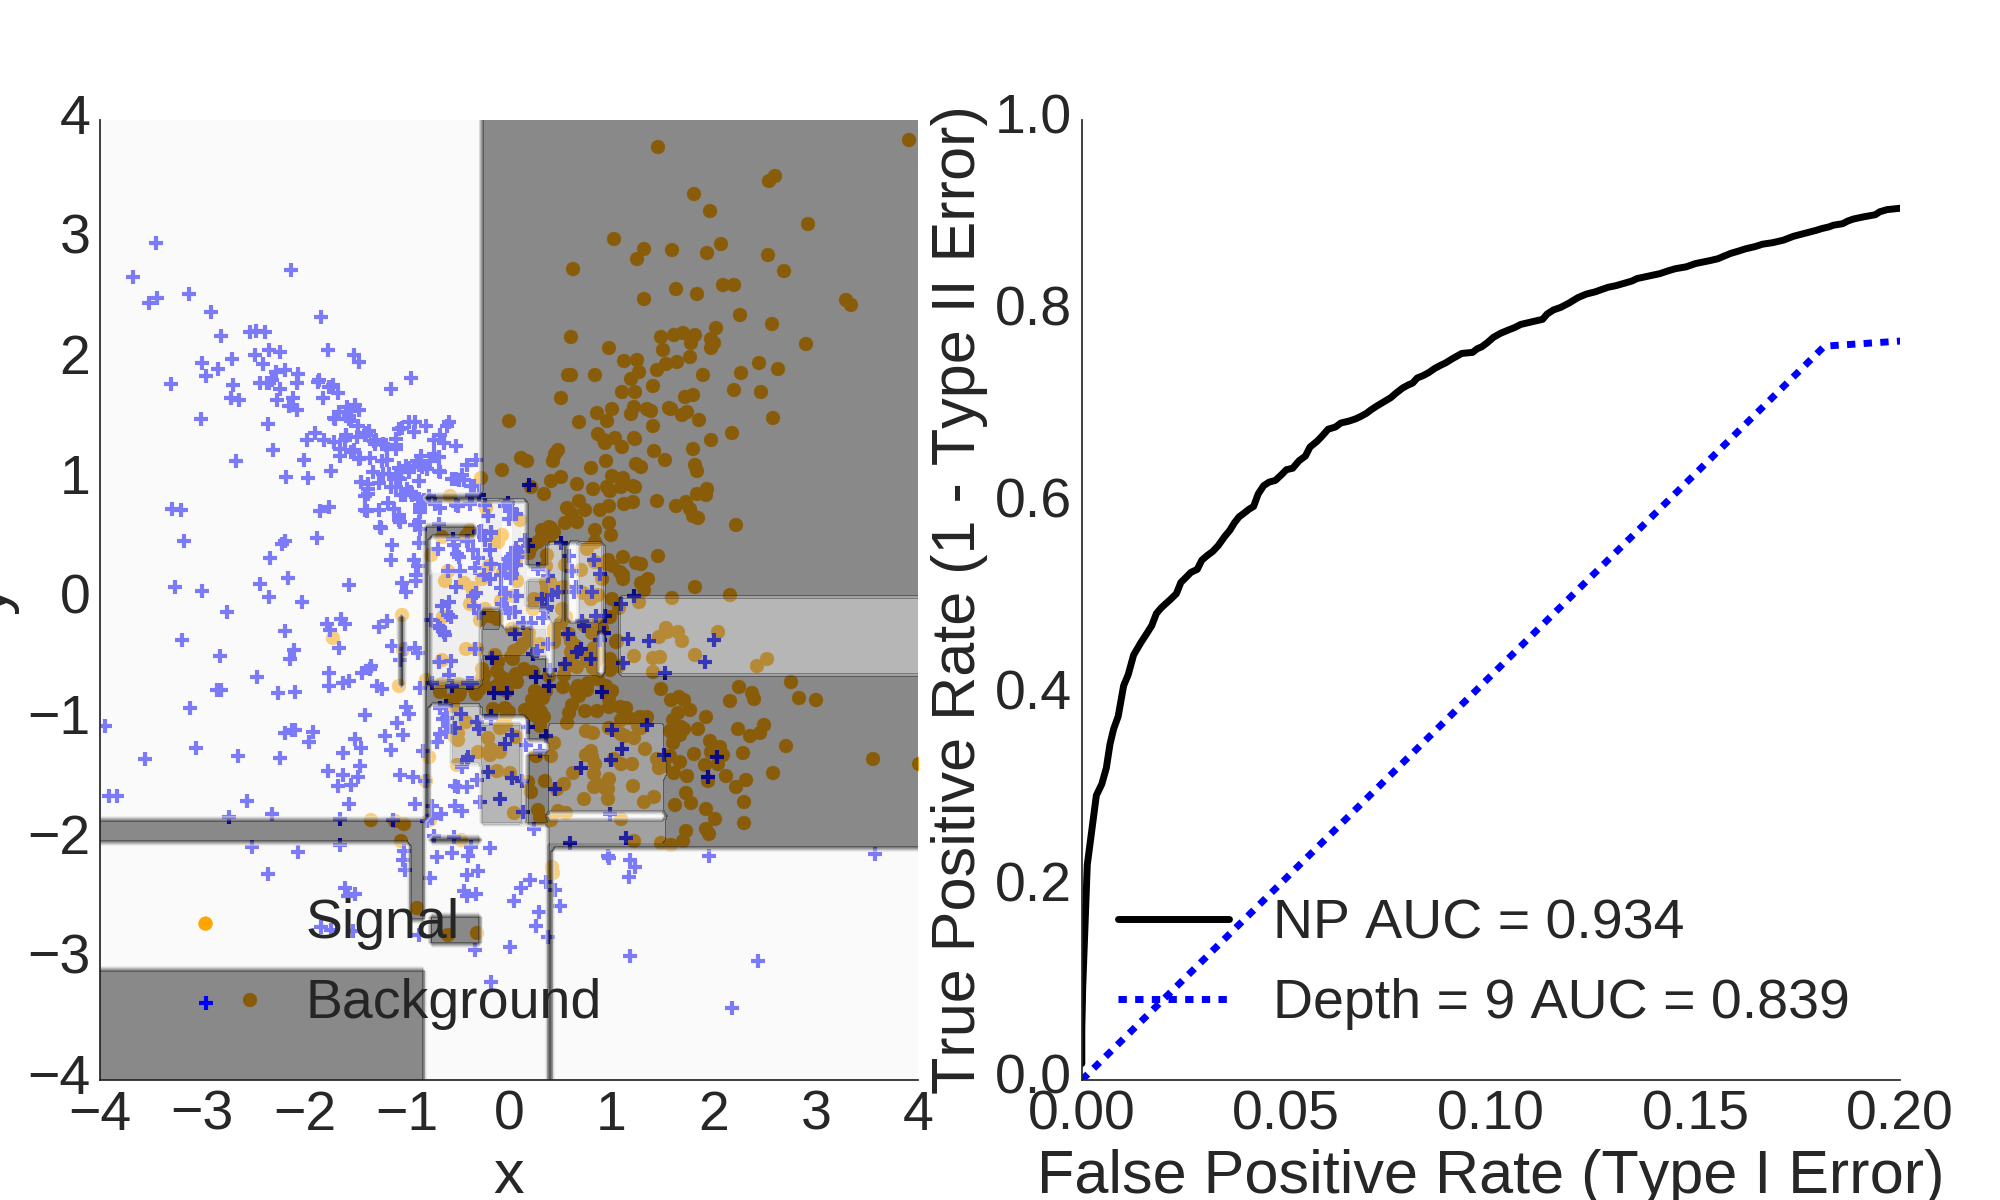 4
3
2
1
0
−1
−2
−3
−4
−4 −3 −2 −1 0 1 2 3 4
x
Signal
Background
True Positive Rate (1 - Type II Error)
1.0
0.8
0.6
0.4
0.2
0.0
0.00 0.05 0.10 0.15 0.20
False Positive Rate (Type I Error)
NP AUC = 0.934
Depth = 9 AUC = 0.839